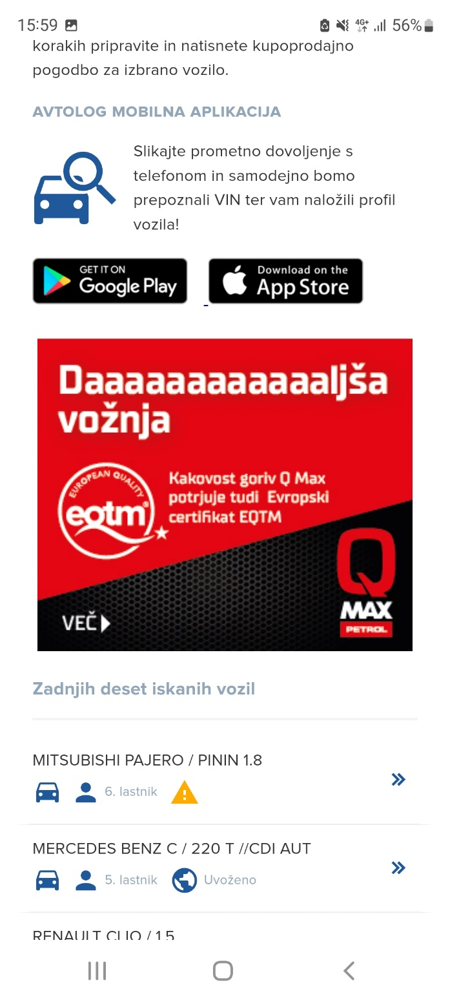 15:59 4G+ 56%
korakih pripravite in natisnete kupoprodajno
pogodbo za izbrano vozilo.
AVTOLOG MOBILNA APLIKACIJA
Slikajte prometno dovoljenje s
telefonom in samodejno bomo
prepoznali VIN ter vam naložili profil
vozila!
GET IT ON
Google Play
Download on the
App Store
Daaaaaaaaaaaaaljša
vožnja
EUROPEAN QUALITY
eqtm®
Kakovost goriv Q Max
potrjuje tudi Evropski
certifikat EQTM
Q
MAX
PETROL
VEČ
Zadnjih deset iskanih vozil
MITSUBISHI PAJERO / PININ 1.8
6. lastnik
MERCEDES BENZ C / 220 T //CDI AUT
5. lastnik Uvoženo
RENAULT CLIO / 1.5